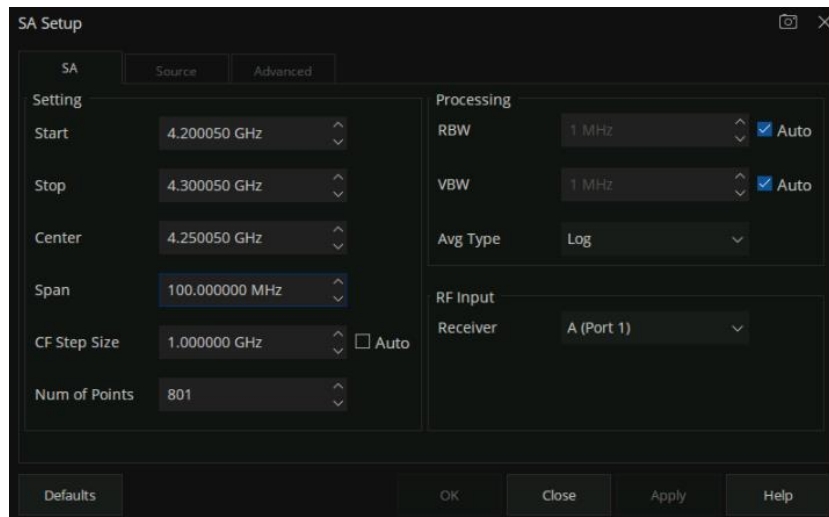 SA Setup
SA Source Advanced
Setting
Start 4.200050 GHz
Stop 4.300050 GHz
Center 4.250050 GHz
Span 100.000000 MHz
CF Step Size 1.000000 GHz Auto
Num of Points 801
Processing
RBW 1 MHz Auto
VBW 1 MHz Auto
Avg Type Log
RF Input
Receiver A (Port 1)
Defaults OK Close Apply Help